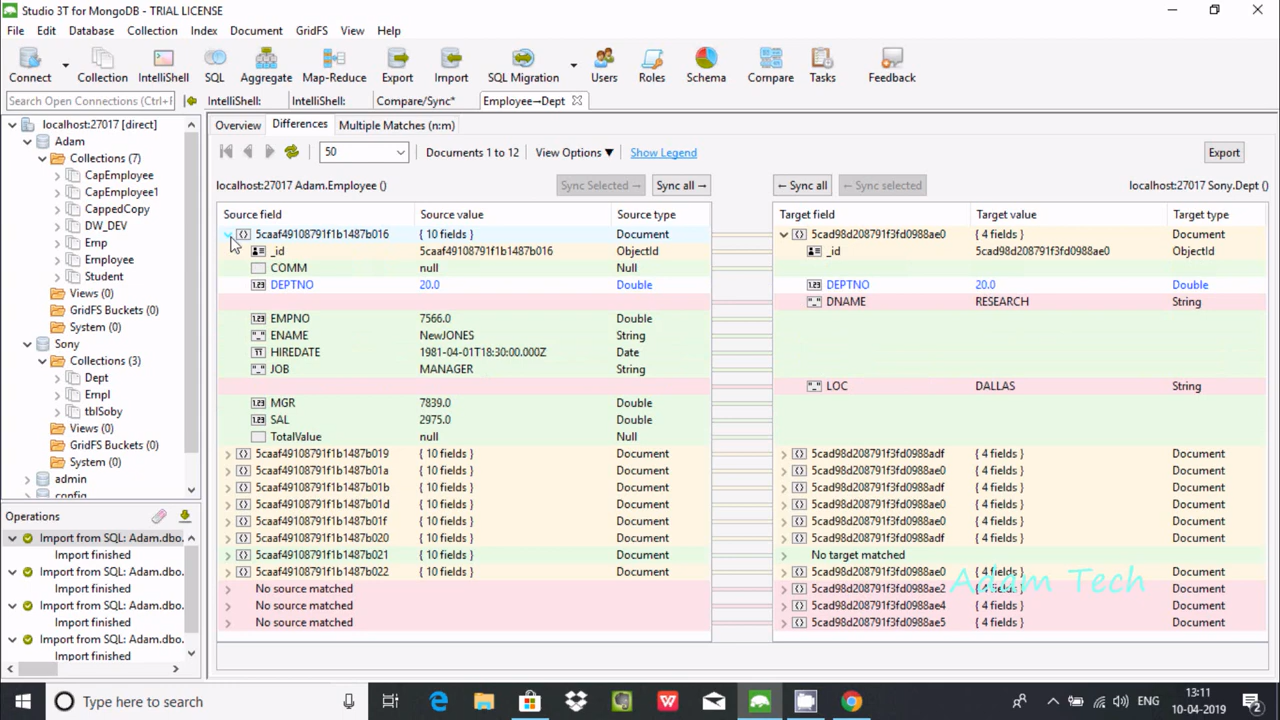 Studio 3T for MongoDB - TRIAL LICENSE
File Edit Database Collection Index Document GridFS View Help
Connect Collection IntelliShell SQL Aggregate Map-Reduce Export Import SQL Migration Users Roles Schema Compare Tasks Feedback
Search Open Connections (Ctrl+F IntelliShell: IntelliShell: Compare/Sync* Employee→Dept
localhost:27017 [direct]
Adam
Collections (7)
CapEmployee
CapEmployee1
CappedCopy
DW_DEV
Emp
Employee
Student
Views (0)
GridFS Buckets (0)
System (0)
Sony
Collections (3)
Dept
Empl
tblSoby
Views (0)
GridFS Buckets (0)
System (0)
admin
config
Operations
Import from SQL: Adam.dbo.
Import finished
Import from SQL: Adam.dbo.
Import finished
Import from SQL: Adam.dbo.
Import finished
Import from SQL: Adam.dbo.
Import finished
Overview Differences Multiple Matches (n:m)
50 Documents 1 to 12 View Options ▼ Show Legend Export
localhost:27017 Adam.Employee () Sync Selected → Sync all → ← Sync all ← Sync selected localhost:27017 Sony.Dept ()
Source field Source value Source type Target field Target value Target type
5caaf49108791f1b1487b016 { 10 fields } Document 5cad98d208791f3fd0988ae0 { 4 fields } Document
_id 5caaf49108791f1b1487b016 ObjectId _id 5cad98d208791f3fd0988ae0 ObjectId
COMM null Null
DEPTNO 20.0 Double DEPTNO 20.0 Double
DNAME RESEARCH String
EMPNO 7566.0 Double
ENAME NewJONES String
HIREDATE 1981-04-01T18:30:00.000Z Date
JOB MANAGER String
LOC DALLAS String
MGR 7839.0 Double
SAL 2975.0 Double
TotalValue null Null
5caaf49108791f1b1487b019 { 10 fields } Document 5cad98d208791f3fd0988adf { 4 fields } Document
5caaf49108791f1b1487b01a { 10 fields } Document 5cad98d208791f3fd0988ae0 { 4 fields } Document
5caaf49108791f1b1487b01b { 10 fields } Document 5cad98d208791f3fd0988adf { 4 fields } Document
5caaf49108791f1b1487b01d { 10 fields } Document 5cad98d208791f3fd0988ae0 { 4 fields } Document
5caaf49108791f1b1487b01f { 10 fields } Document 5cad98d208791f3fd0988ae0 { 4 fields } Document
5caaf49108791f1b1487b020 { 10 fields } Document 5cad98d208791f3fd0988adf { 4 fields } Document
5caaf49108791f1b1487b021 { 10 fields } Document No target matched
5caaf49108791f1b1487b022 { 10 fields } Document 5cad98d208791f3fd0988ae0 { 4 fields } Document
No source matched 5cad98d208791f3fd0988ae2 { 4 fields } Document
No source matched 5cad98d208791f3fd0988ae4 { 4 fields } Document
No source matched 5cad98d208791f3fd0988ae5 { 4 fields } Document
Adam Tech
Type here to search ENG 13:11
10-04-2019 2